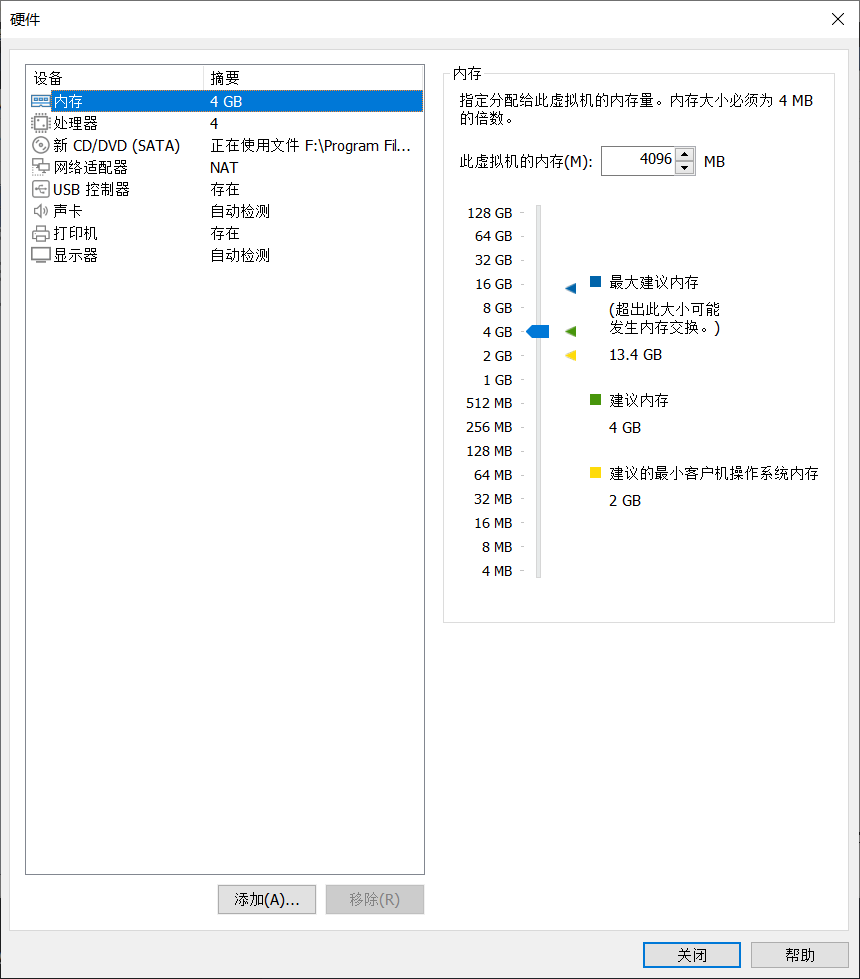 硬件
设备 摘要
内存 4 GB
处理器 4
新 CD/DVD (SATA) 正在使用文件 F:\Program Fil...
网络适配器 NAT
USB 控制器 存在
声卡 自动检测
打印机 存在
显示器 自动检测
添加(A)...
移除(R)
内存
指定分配给此虚拟机的内存量。内存大小必须为 4 MB
的倍数。
此虚拟机的内存(M): 4096 MB
128 GB
64 GB
32 GB
16 GB
8 GB
4 GB
2 GB
1 GB
512 MB
256 MB
128 MB
64 MB
32 MB
16 MB
8 MB
4 MB
最大建议内存
(超出此大小可能
发生内存交换。)
13.4 GB
建议内存
4 GB
建议的最小客户机操作系统内存
2 GB
关闭
帮助